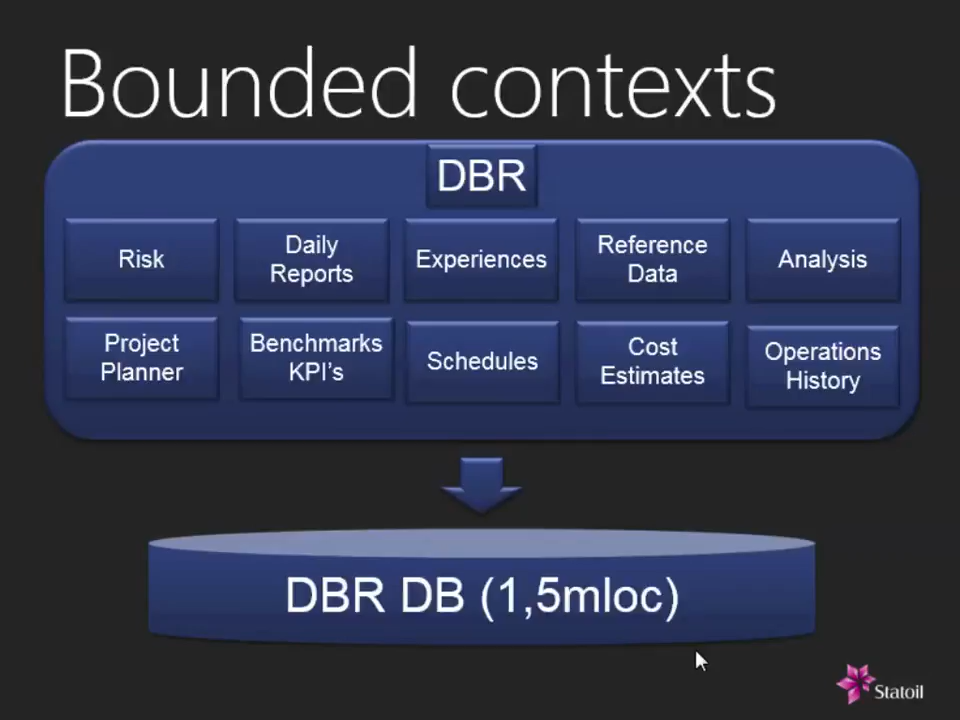 Bounded contexts
DBR
Risk
Daily
Reports
Experiences
Reference
Data
Analysis
Project
Planner
Benchmarks
KPI's
Schedules
Cost
Estimates
Operations
History
DBR DB (1,5mloc)
Statoil